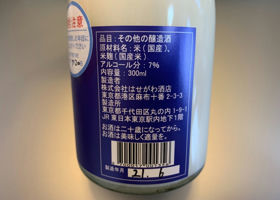 注意
品目:その他の醸造酒
原材料名:米(国産)、
米麹(国産米)
アルコール分:7%
内容量:300ml
製造者
株式会社はせがわ酒店
東京都港区麻布十番2-3-3
製造所
東京都千代田区丸の内1-9-1
JR東日本東京駅構内地下1階
お酒は二十歳になってから。
お酒は美味しく適量を。
製造年月
21.6